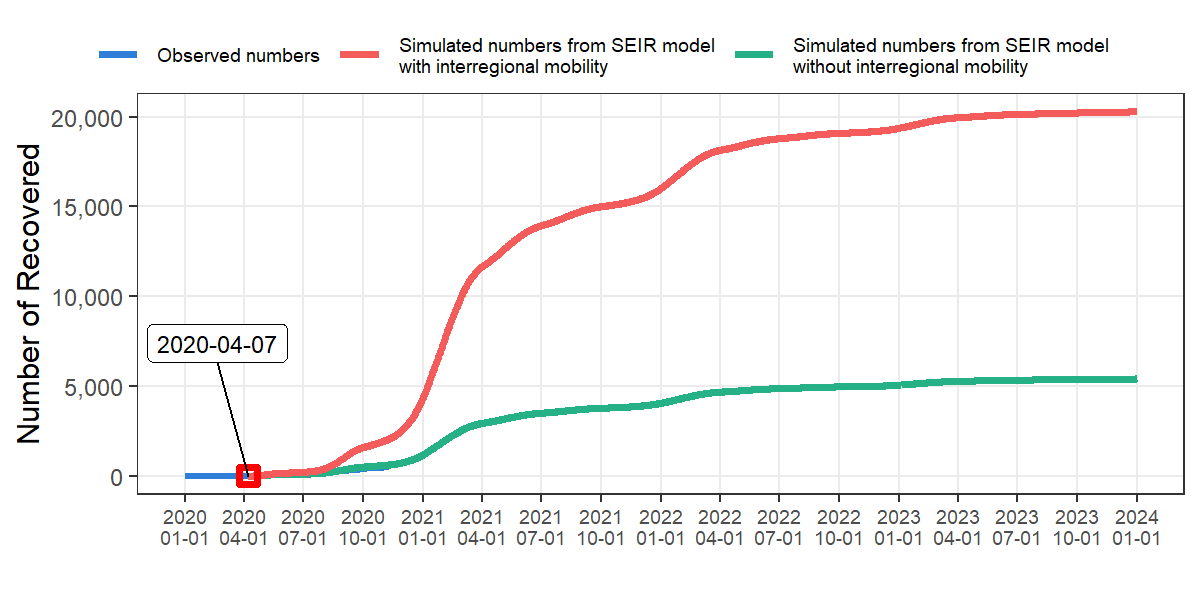 Observed numbers
Simulated numbers from SEIR model
with interregional mobility
Simulated numbers from SEIR model
without interregional mobility
Number of Recovered
20,000
15,000
10,000
5,000
0
2020-04-07
2020 2020 2020 2020 2021 2021 2021 2021 2022 2022 2022 2022 2023 2023 2023 2023 2024
01-01 04-01 07-01 10-01 01-01 04-01 07-01 10-01 01-01 04-01 07-01 10-01 01-01 04-01 07-01 10-01 01-01